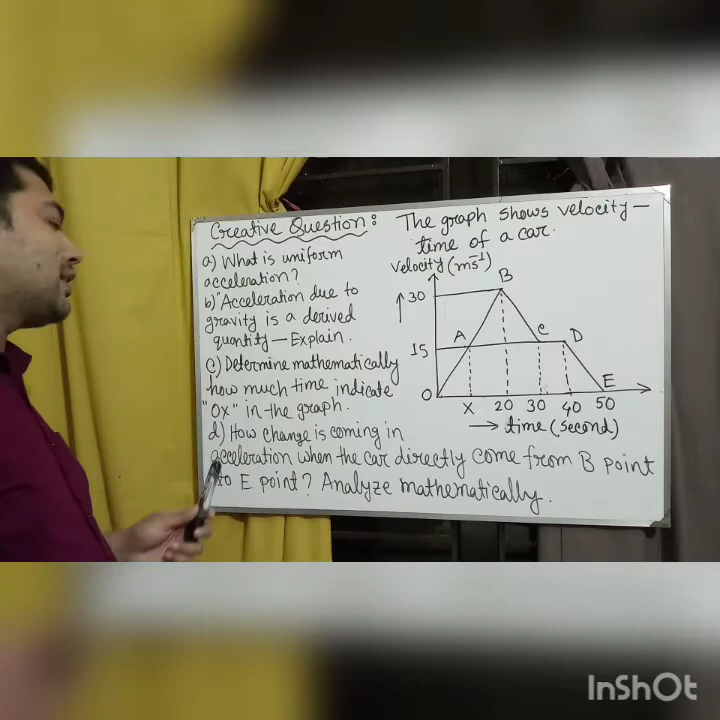 Creative Question:
The graph shows velocity—
time of a car.
a) What is uniform
acceleration?
b) "Acceleration due to
gravity is a derived
quantity — Explain.
c) Determine mathematically
how much time indicate
"OX" in the graph.
d) How change is coming in
acceleration when the car directly come from B point
to E point? Analyze mathematically.
Velocity (ms⁻¹)
B
↑ 30
A C D
15
E
0
X 20 30 40 50
→ time (second)
InShOt